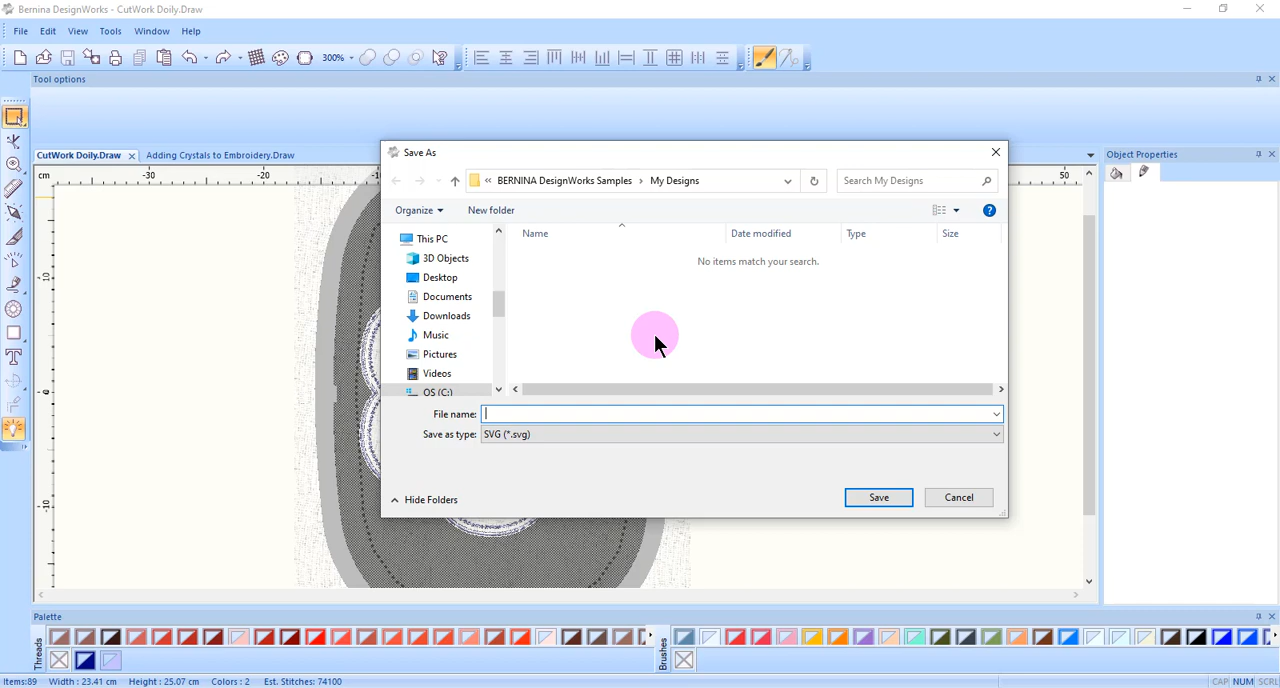 Bernina DesignWorks - CutWork Doily.Draw
File Edit View Tools Window Help
300%
Tool options
CutWork Doily.Draw Adding Crystals to Embroidery.Draw
Object Properties
cm
-30 -20 50
10
0
-10
Save As
« BERNINA DesignWorks Samples › My Designs
Search My Designs
Organize New folder
This PC
3D Objects
Desktop
Documents
Downloads
Music
Pictures
Videos
OS (C:)
Name Date modified Type Size
No items match your search.
File name:
Save as type: SVG (*.svg)
Hide Folders
Save Cancel
Palette
Threads
Brushes
Items:89 Width : 23.41 cm Height : 25.07 cm Colors : 2 Est. Stitches: 74100
CAP NUM SCRL